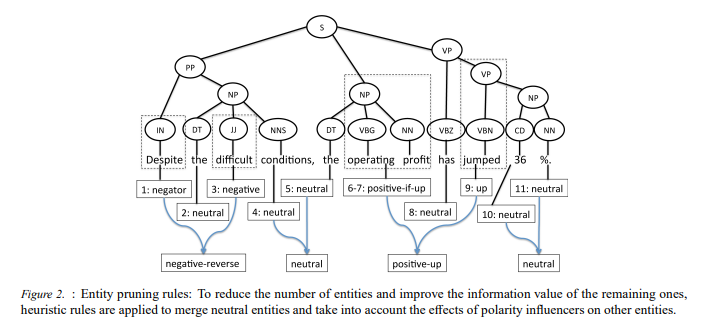 S
VP
PP
VP
NP
NP
NP
IN DT JJ NNS DT VBG NN VBZ VBN CD NN
Despite the difficult conditions, the operating profit has jumped 36 %.
1: negator 3: negative 5: neutral 6-7: positive-if-up 9: up 11: neutral
2: neutral 4: neutral 8: neutral 10: neutral
negative-reverse neutral positive-up neutral
Figure 2. : Entity pruning rules: To reduce the number of entities and improve the information value of the remaining ones,
heuristic rules are applied to merge neutral entities and take into account the effects of polarity influencers on other entities.